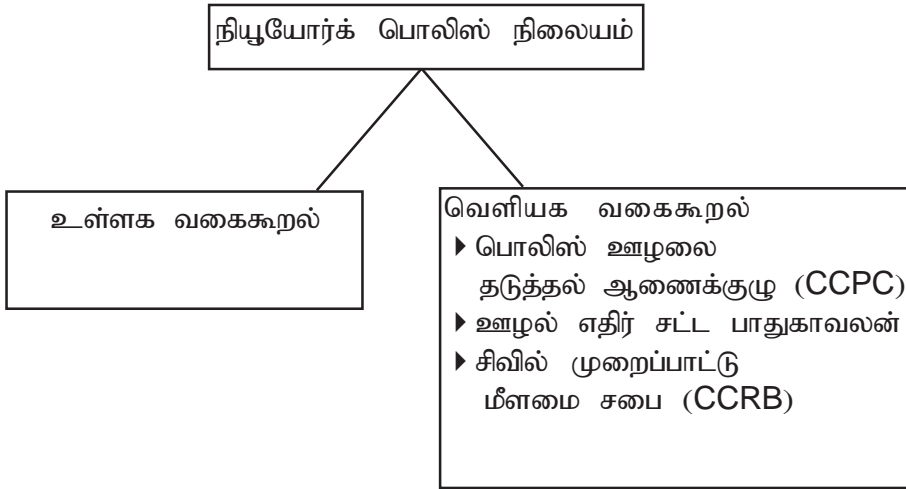 நியூயோர்க் பொலிஸ் நிலையம்
உள்ளக வகைகூறல்
வெளியக வகைகூறல்
பொலிஸ் ஊழலை
தடுத்தல் ஆணைக்குழு (CCPC)
ஊழல் எதிர் சட்ட பாதுகாவலன்
சிவில் முறைப்பாட்டு
மீளமை சபை (CCRB)